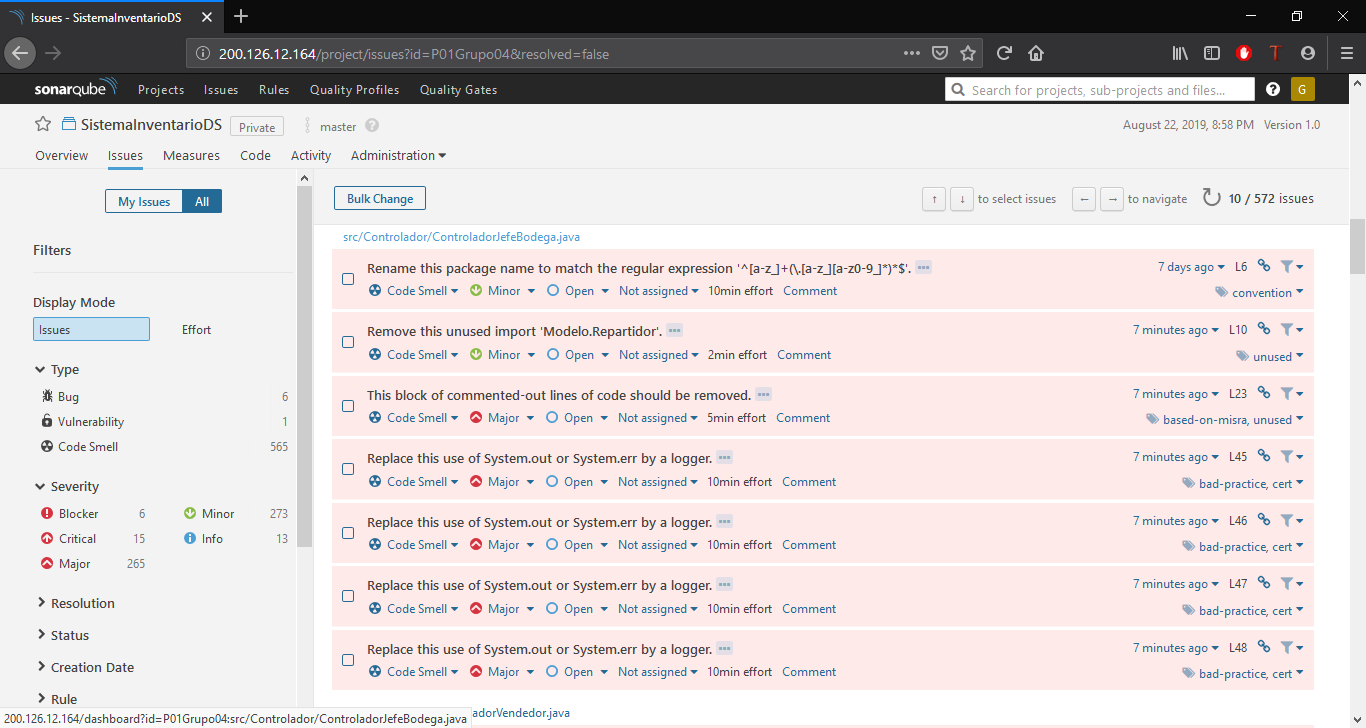 Issues - SistemaInventarioDS
200.126.12.164/project/issues?id=P01Grupo04&resolved=false
sonarqube Projects Issues Rules Quality Profiles Quality Gates Search for projects, sub-projects and files... ? G
SistemaInventarioDS Private master ? August 22, 2019, 8:58 PM Version 1.0
Overview Issues Measures Code Activity Administration
My Issues All
Bulk Change ↑ ↓ to select issues ← → to navigate 10 / 572 issues
Filters
Display Mode
Issues Effort
Type
Bug 6
Vulnerability 1
Code Smell 565
Severity
Blocker 6 Minor 273
Critical 15 Info 13
Major 265
Resolution
Status
Creation Date
Rule
src/Controlador/ControladorJefeBodega.java
Rename this package name to match the regular expression '^[a-z_]+(\.[a-z_][a-z0-9_]*)*$'. 7 days ago L6
Code Smell Minor Open Not assigned 10min effort Comment convention
Remove this unused import 'Modelo.Repartidor'. 7 minutes ago L10
Code Smell Minor Open Not assigned 2min effort Comment unused
This block of commented-out lines of code should be removed. 7 minutes ago L23
Code Smell Major Open Not assigned 5min effort Comment based-on-misra, unused
Replace this use of System.out or System.err by a logger. 7 minutes ago L45
Code Smell Major Open Not assigned 10min effort Comment bad-practice, cert
Replace this use of System.out or System.err by a logger. 7 minutes ago L46
Code Smell Major Open Not assigned 10min effort Comment bad-practice, cert
Replace this use of System.out or System.err by a logger. 7 minutes ago L47
Code Smell Major Open Not assigned 10min effort Comment bad-practice, cert
Replace this use of System.out or System.err by a logger. 7 minutes ago L48
Code Smell Major Open Not assigned 10min effort Comment bad-practice, cert
adorVendedor.java
200.126.12.164/dashboard?id=P01Grupo04:src/Controlador/ControladorJefeBodega.java